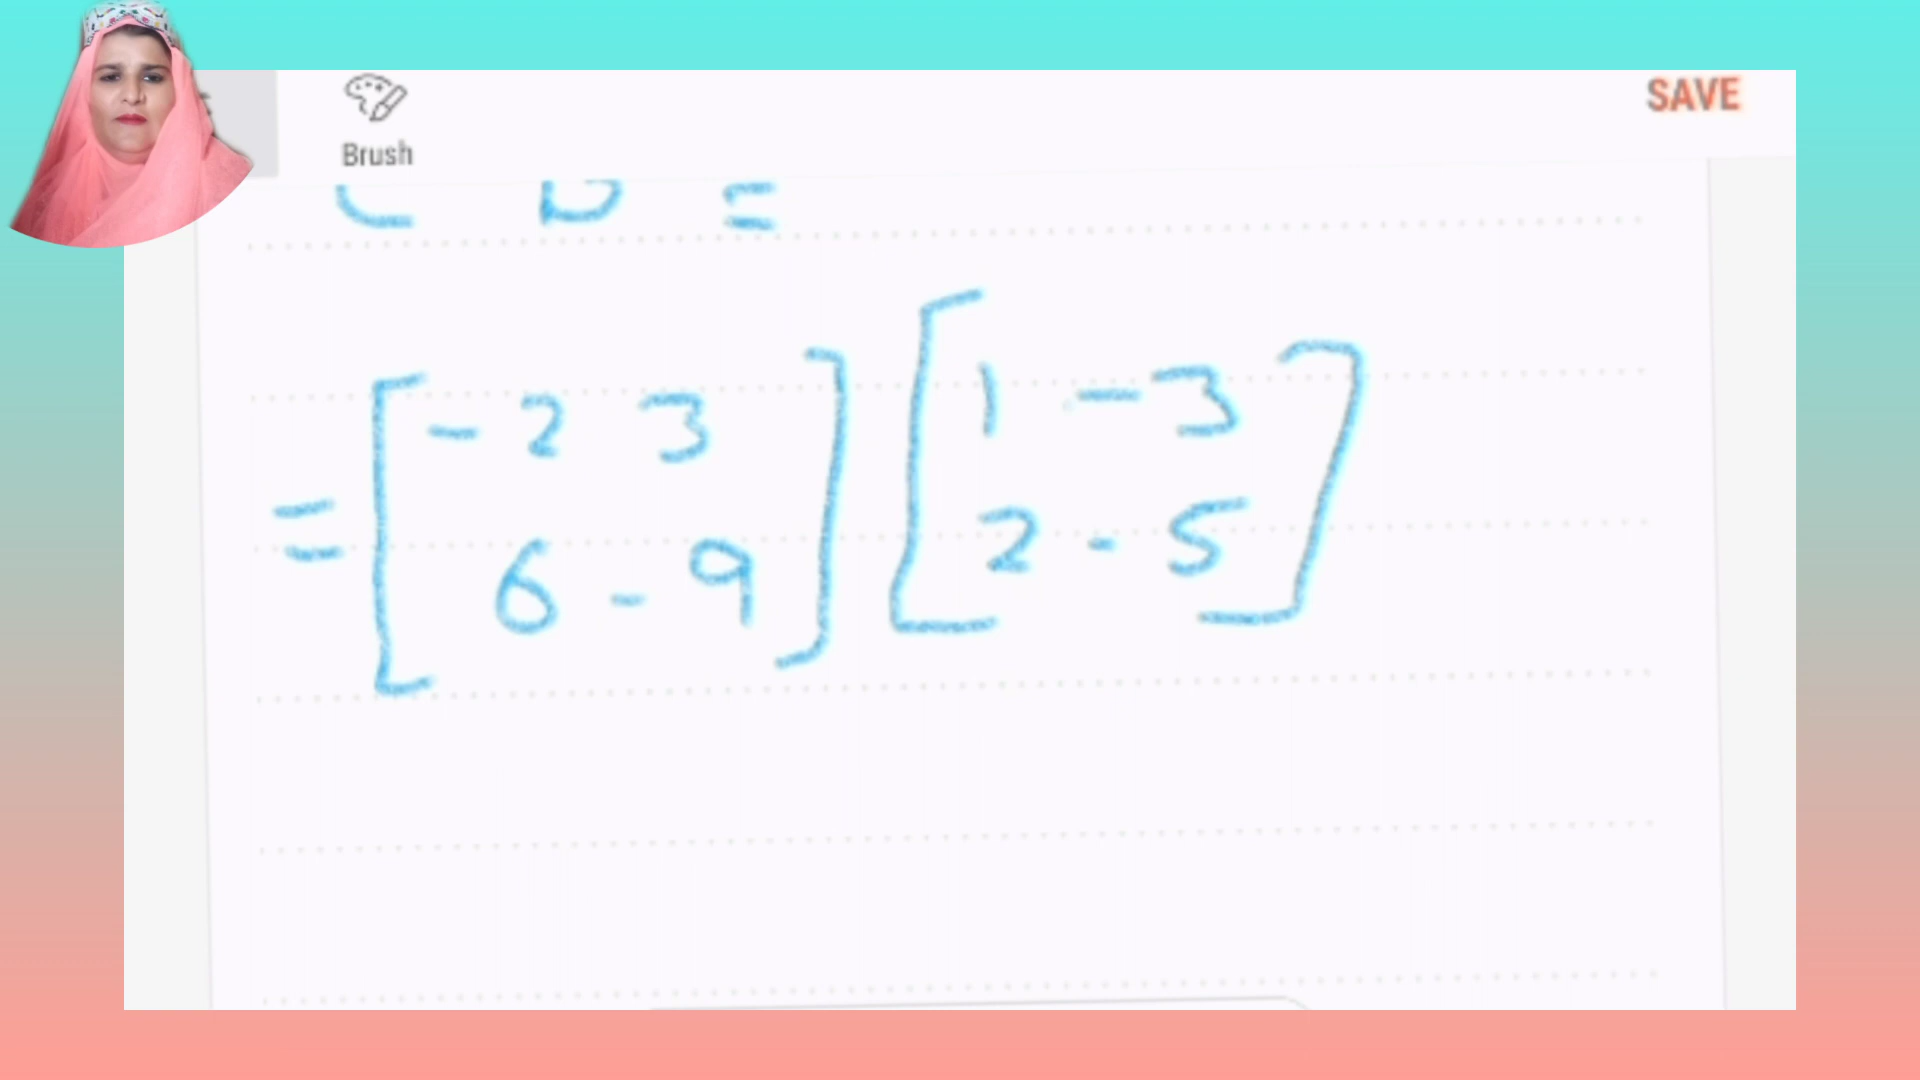 SAVE
Brush
C D =
= [ - 2 3 ] [ 1 - 3 ]
6 - 9 2 - 5